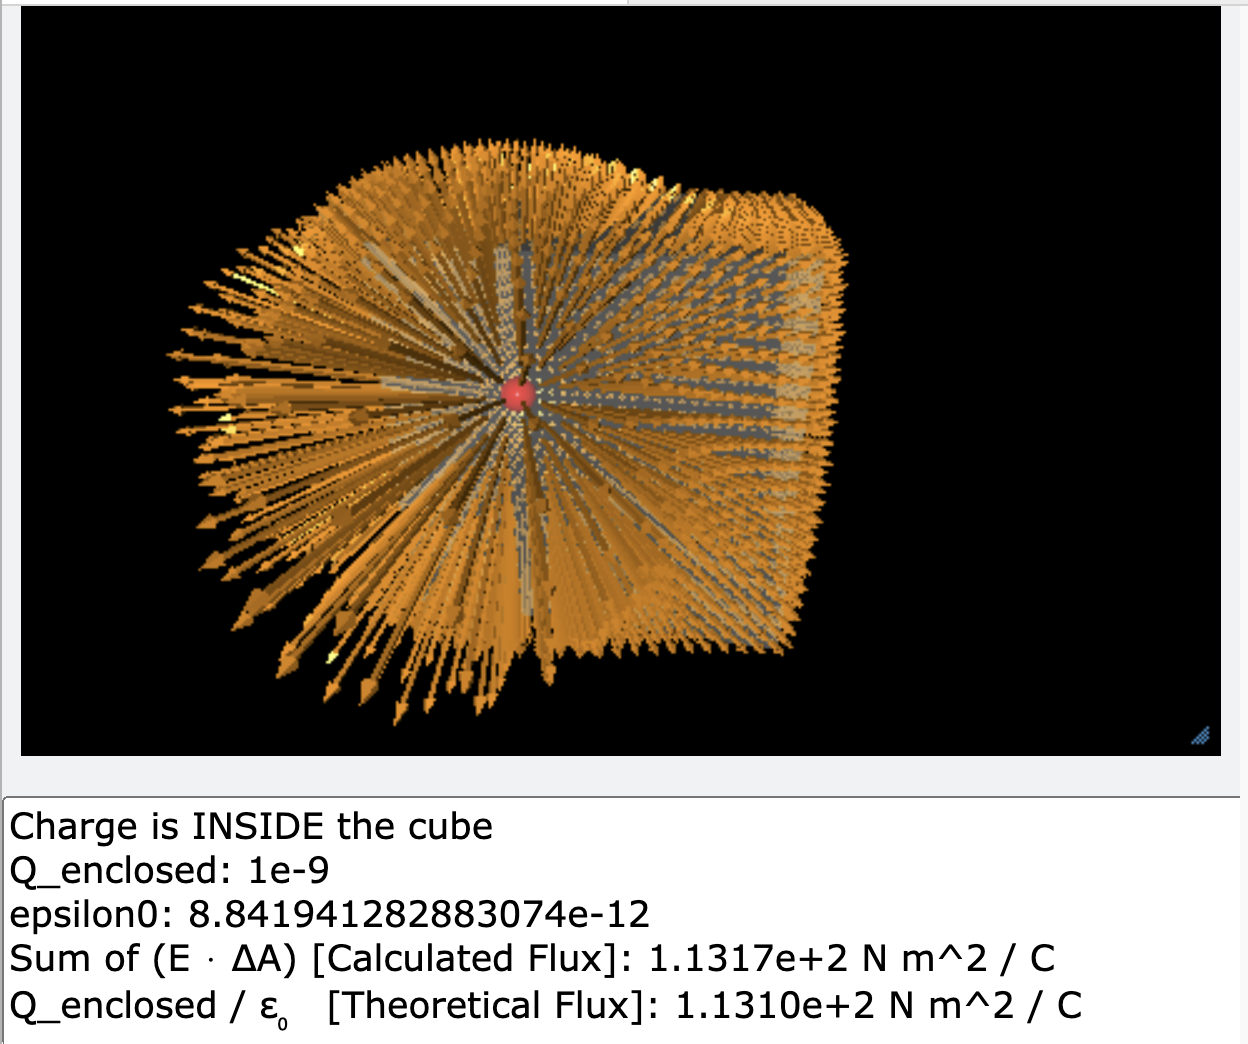 Charge is INSIDE the cube
Q_enclosed: 1e-9
epsilon0: 8.841941282883074e-12
Sum of (E · ΔA) [Calculated Flux]: 1.1317e+2 N m^2 / C
Q_enclosed / ε₀ [Theoretical Flux]: 1.1310e+2 N m^2 / C